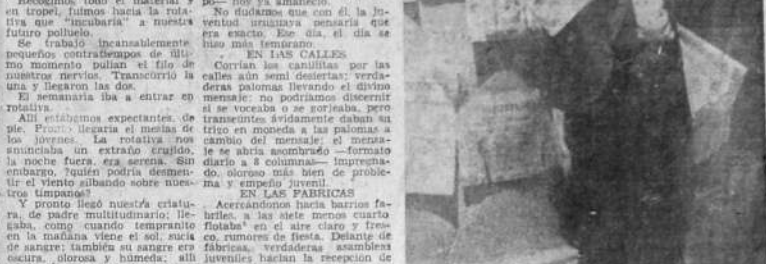 Recogimos todo el material y
en tropel, fuimos hacia la rota-
tiva que "incubaría" a nuestro
futuro polluelo.
Se trabajó incansablemente
pequeños contratiempos de últi-
mo momento pulían el filo de
nuestros nervios. Transcurrió la
una y llegaron las dos.
El semanario iba a entrar en
rotativa.
Allí estábamos expectantes, de
pie. Pronto llegaría el mesías de
los jóvenes. La rotativa nos
anunciaba un extraño crujido,
la noche fuera, era serena. Sin
embargo, ?quién podría desmen-
tir el viento silbando sobre nues-
tros tímpanos?
Y pronto llegó nuestra criatu-
ra, de padre multitudinario; lle-
gaba, como cuando tempranito
en la mañana viene el sol, sucia
de sangre; también su sangre era
oscura, olorosa y húmeda; allí
po— hoy ya amaneció.
No dudamos que con él, la ju-
ventud uruguaya pensaría que
era exacto. Ese día, el día se
hizo más temprano.
EN LAS CALLES
Corrían los canillitas por las
calles aún semi desiertas; verda-
deras palomas llevando el divino
mensaje; no podríamos discernir
si se voceaba o se gorjeaba, pero
transeúntes ávidamente daban su
trigo en moneda a las palomas a
cambio del mensaje; el mensa-
je se abría asombrado —formato
diario a 8 columnas— impregna-
do, oloroso más bien de proble-
ma y empeño juvenil.
EN LAS FABRICAS
Acercándonos hacia barrios fa-
briles, a las siete menos cuarto
flotaba en el aire claro y fres-
co, rumores de fiesta. Delante de
fábricas, verdaderas asambleas
juveniles hacían la recepción de